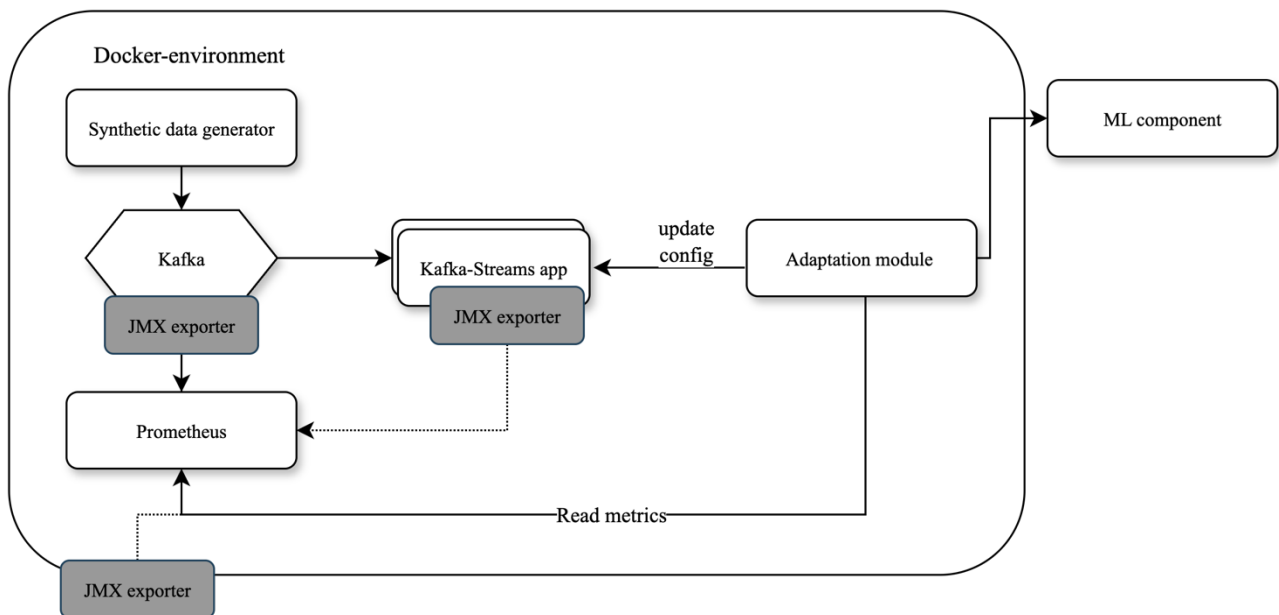 Docker-environment
Synthetic data generator
ML component
Kafka
Kafka-Streams app
update
config
Adaptation module
JMX exporter
JMX exporter
Prometheus
Read metrics
JMX exporter